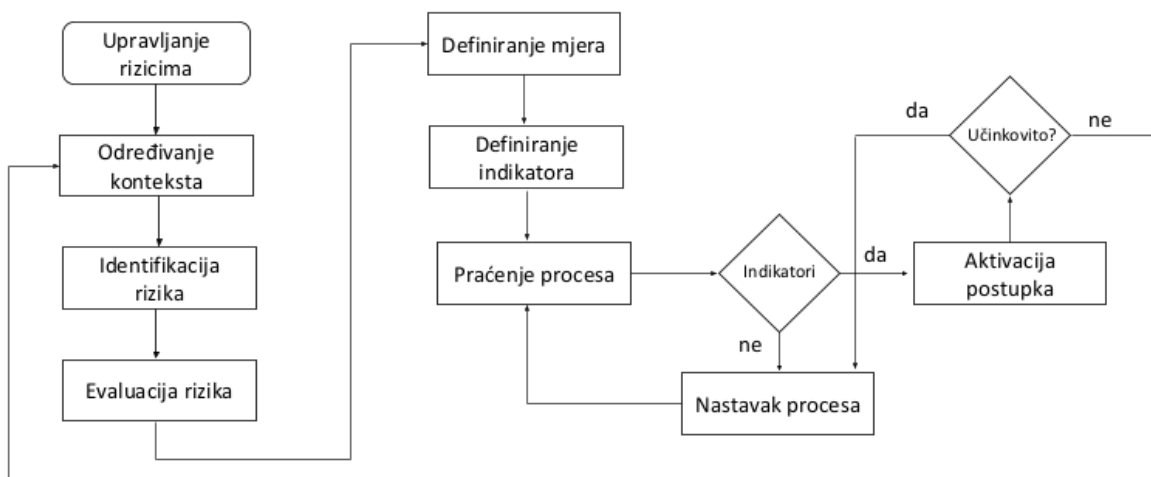 Upravljanje
rizicima
Određivanje
konteksta
Identifikacija
rizika
Evaluacija rizika
Definiranje mjera
Definiranje
indikatora
Praćenje procesa
Indikatori
da
ne
Nastavak procesa
Aktivacija
postupka
Učinkovito?
da
ne